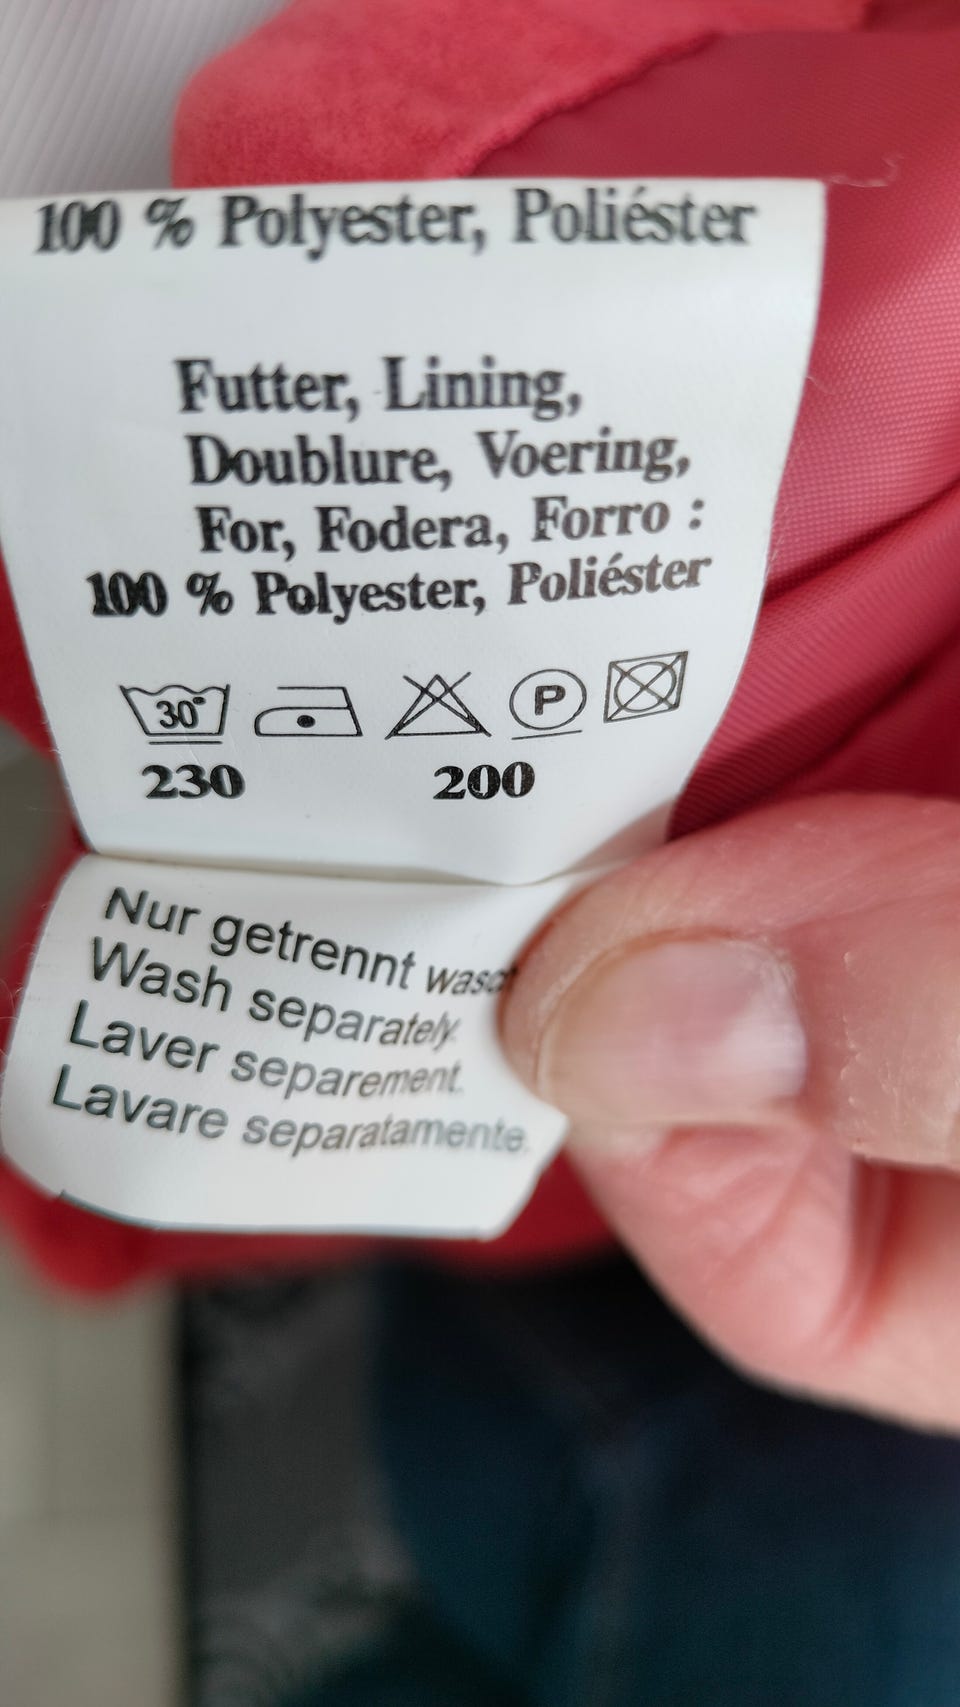 100 % Polyester, Poliéster
Futter, Lining,
Doublure, Voering,
For, Fodera, Forro :
100 % Polyester, Poliéster
30° P
230 200
Nur getrennt
Wash separately.
Laver separement.
Lavare separatamente.